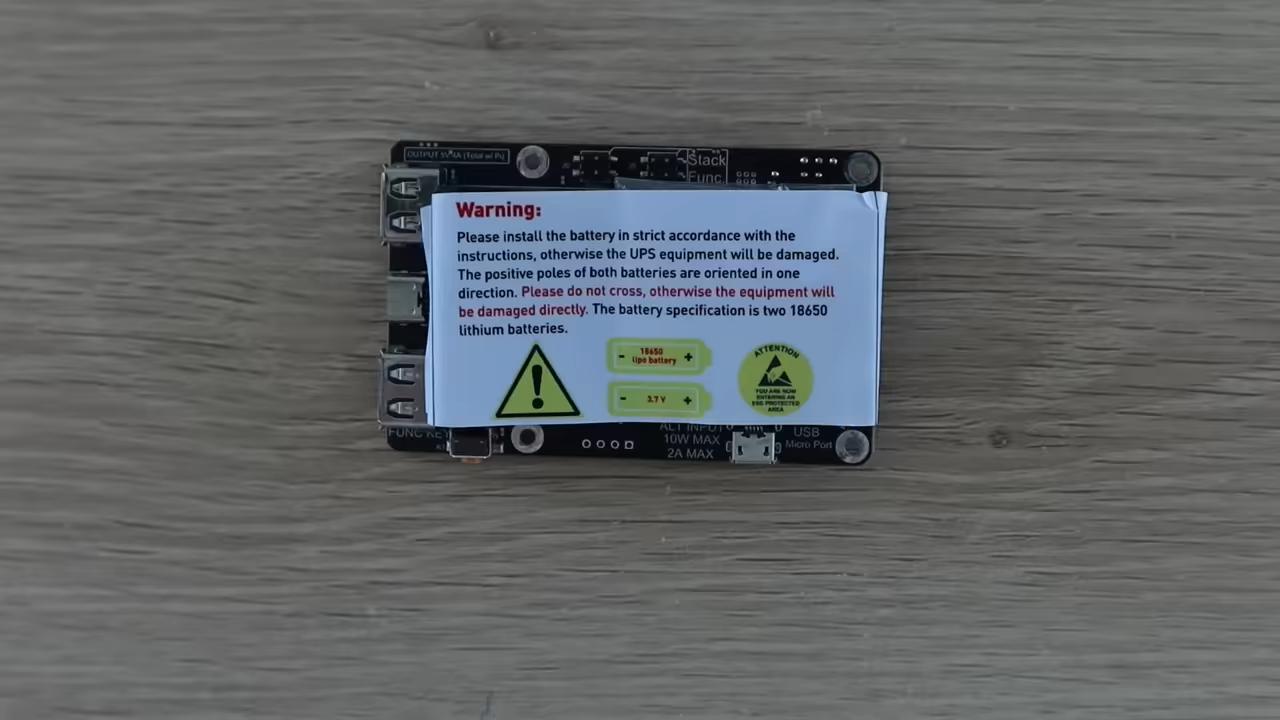 OUTPUT 5V 4A (Total w/ Pi)
Stack
Func.
Warning:
Please install the battery in strict accordance with the
instructions, otherwise the UPS equipment will be damaged.
The positive poles of both batteries are oriented in one
direction. Please do not cross, otherwise the equipment will
be damaged directly. The battery specification is two 18650
lithium batteries.
- 18650 +
lipo battery
- 3.7 V +
ATTENTION
YOU ARE NOW
ENTERING AN
ESD PROTECTED
AREA
FUNC KEY
ALT INPUT
10W MAX
2A MAX
USB
Micro Port